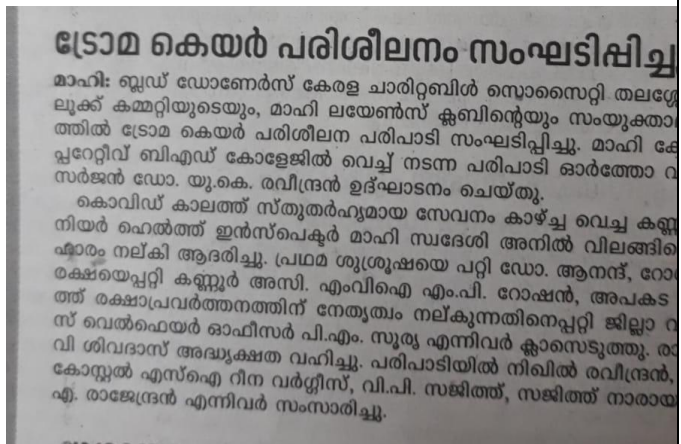 ട്രോമ കെയർ പരിശീലനം സംഘടിപ്പിച്ചു
മാഹി: ബ്ലഡ് ഡോണേർസ് കേരള ചാരിറ്റബിൾ സൊസൈറ്റി തലശ്ശേ
ലൂക്ക് കമ്മറ്റിയുടെയും, മാഹി ലയേൺസ് ക്ലബിന്റെയും സംയുക്താ
ത്തിൽ ട്രോമ കെയർ പരിശീലന പരിപാടി സംഘടിപ്പിച്ചു. മാഹി കോ
പ്പറേറ്റീവ് ബിഎഡ് കോളേജിൽ വെച്ച് നടന്ന പരിപാടി ഓർത്തോ
സർജൻ ഡോ. യു.കെ. രവീന്ദ്രൻ ഉദ്ഘാടനം ചെയ്തു.
കൊവിഡ് കാലത്ത് സ്തുതർഹ്യമായ സേവനം കാഴ്ച്ച വെച്ച കണ്ണൂ
നിയർ ഹെൽത്ത് ഇൻസ്പെക്ടർ മാഹി സ്വദേശി അനിൽ വിലങ്ങി
ഹാരം നല്കി ആദരിച്ചു. പ്രഥമ ശുശ്രൂഷയെ പറ്റി ഡോ. ആനന്ദ്, റോ
രക്ഷയെപ്പറ്റി കണ്ണൂർ അസി. എംവിഐ എം.പി. റോഷൻ, അപകട
ത്ത് രക്ഷാപ്രവർത്തനത്തിന് നേതൃത്വം നല്കുന്നതിനെപ്പറ്റി ജില്ലാ
സ് വെൽഫെയർ ഓഫീസർ പി.എം. സൂര്യ എന്നിവർ ക്ലാസെടുത്തു. രാ
വി ശിവദാസ് അദ്ധ്യക്ഷത വഹിച്ചു. പരിപാടിയിൽ നിഖിൽ രവീന്ദ്രൻ,
കോസ്റ്റൽ എസ്ഐ റീന വർഗ്ഗീസ്, വി.പി. സജിത്ത്, സജിത്ത് നാരായ
എ. രാജേന്ദ്രൻ എന്നിവർ സംസാരിച്ചു.